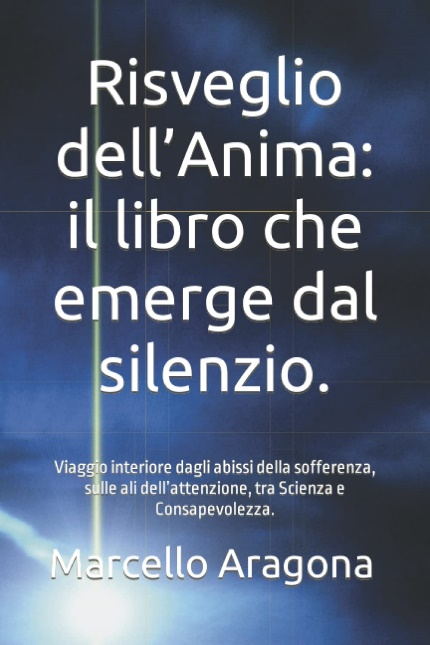 Risveglio
dell’Anima:
il libro che
emerge dal
silenzio.
Viaggio interiore dagli abissi della sofferenza,
sulle ali dell’attenzione, tra Scienza e
Consapevolezza.
Marcello Aragona